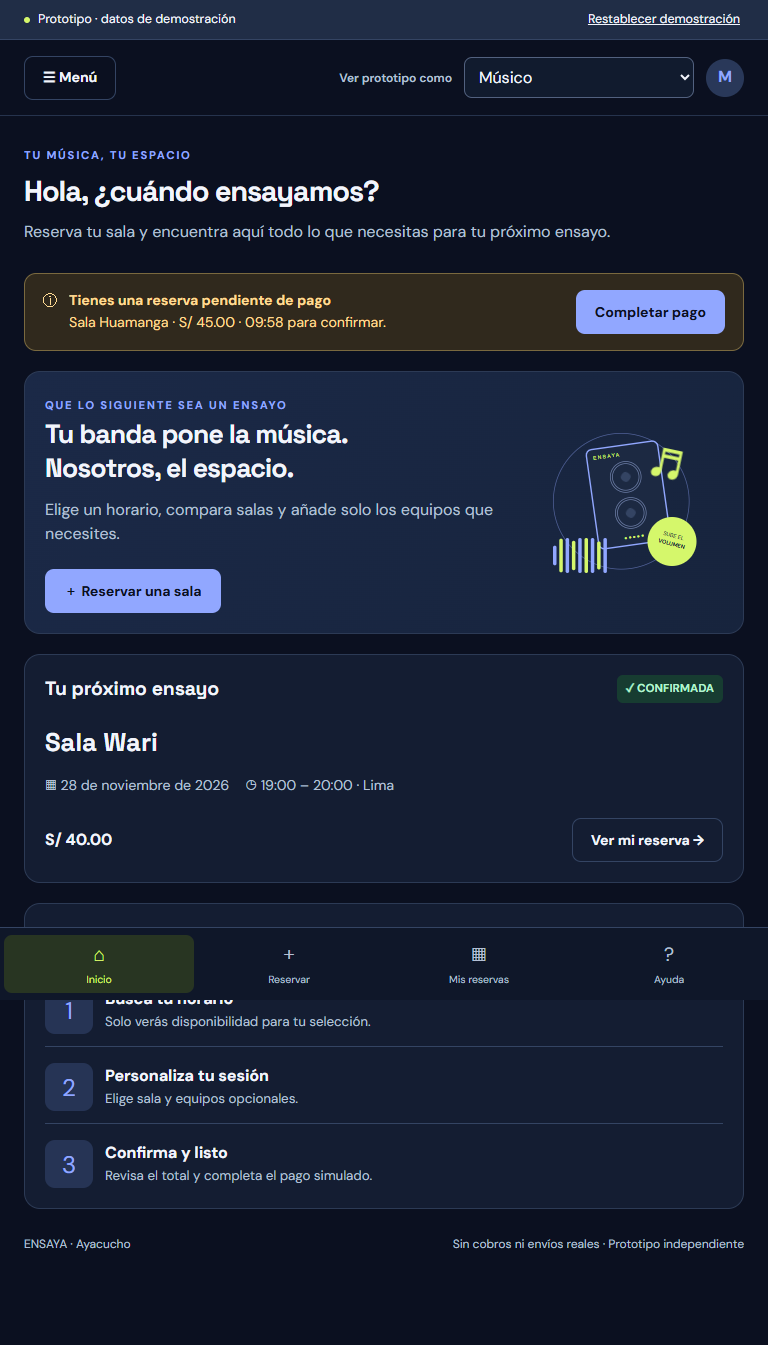 Prototipo · datos de demostración
Restablecer demostración
☰ Menú
Ver prototipo como
Músico
M
TU MÚSICA, TU ESPACIO
Hola, ¿cuándo ensayamos?
Reserva tu sala y encuentra aquí todo lo que necesitas para tu próximo ensayo.
Tienes una reserva pendiente de pago
Sala Huamanga · S/ 45.00 · 09:58 para confirmar.
Completar pago
QUE LO SIGUIENTE SEA UN ENSAYO
Tu banda pone la música.
Nosotros, el espacio.
Elige un horario, compara salas y añade solo los equipos que
necesites.
+ Reservar una sala
ENSAYA
SUBE EL
VOLUMEN
Tu próximo ensayo
✓ CONFIRMADA
Sala Wari
28 de noviembre de 2026
19:00 – 20:00 · Lima
S/ 40.00
Ver mi reserva →
Inicio
+
Reservar
Mis reservas
?
Ayuda
1
Busca tu horario
Solo verás disponibilidad para tu selección.
2
Personaliza tu sesión
Elige sala y equipos opcionales.
3
Confirma y listo
Revisa el total y completa el pago simulado.
ENSAYA · Ayacucho
Sin cobros ni envíos reales · Prototipo independiente